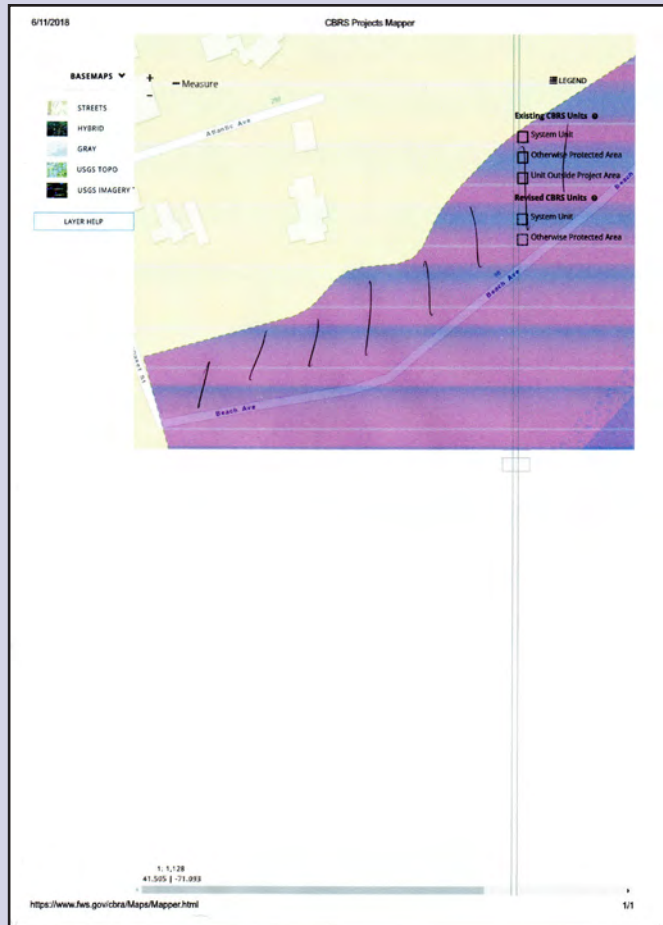 6/11/2018
CBRS Projects Mapper
BASEMAPS
STREETS
HYBRID
GRAY
USGS TOPO
USGS IMAGERY
LAYER HELP
+
−
Measure
LEGEND
Existing CBRS Units
System Unit
Otherwise Protected Area
Unit Outside Project Area
Revised CBRS Units
System Unit
Otherwise Protected Area
Atlantic Ave
Beach
Beach Ave
Beach Ave
1: 1,128
41.505 | -71.093
https://www.fws.gov/cbra/Maps/Mapper.html
1/1